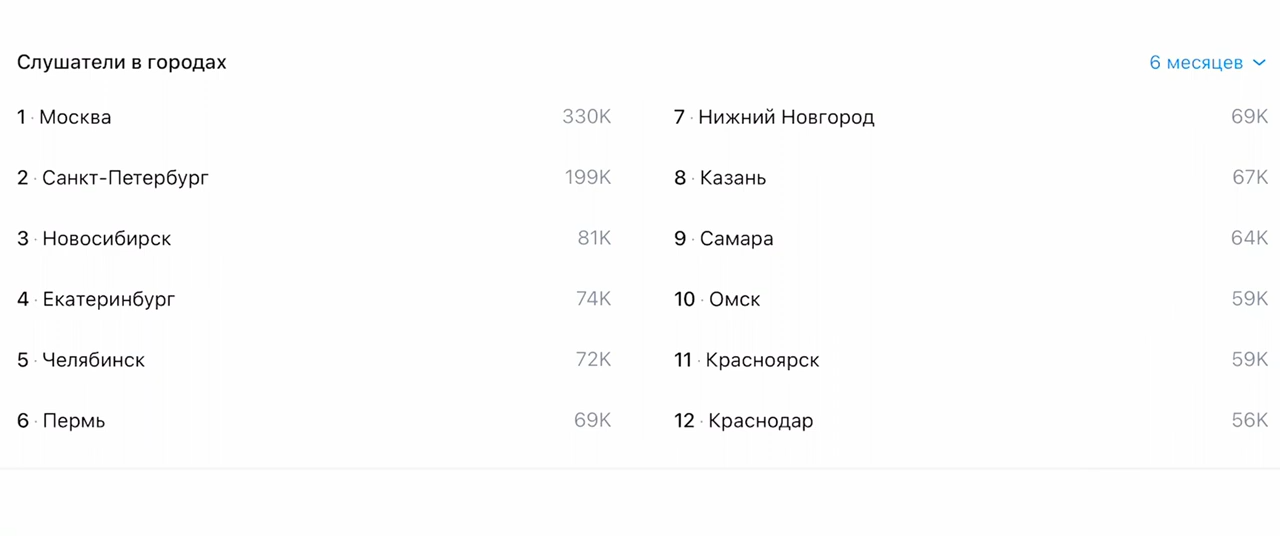 Слушатели в городах
6 месяцев
1 · Москва 330K
2 · Санкт-Петербург 199K
3 · Новосибирск 81K
4 · Екатеринбург 74K
5 · Челябинск 72K
6 · Пермь 69K
7 · Нижний Новгород 69K
8 · Казань 67K
9 · Самара 64K
10 · Омск 59K
11 · Красноярск 59K
12 · Краснодар 56K